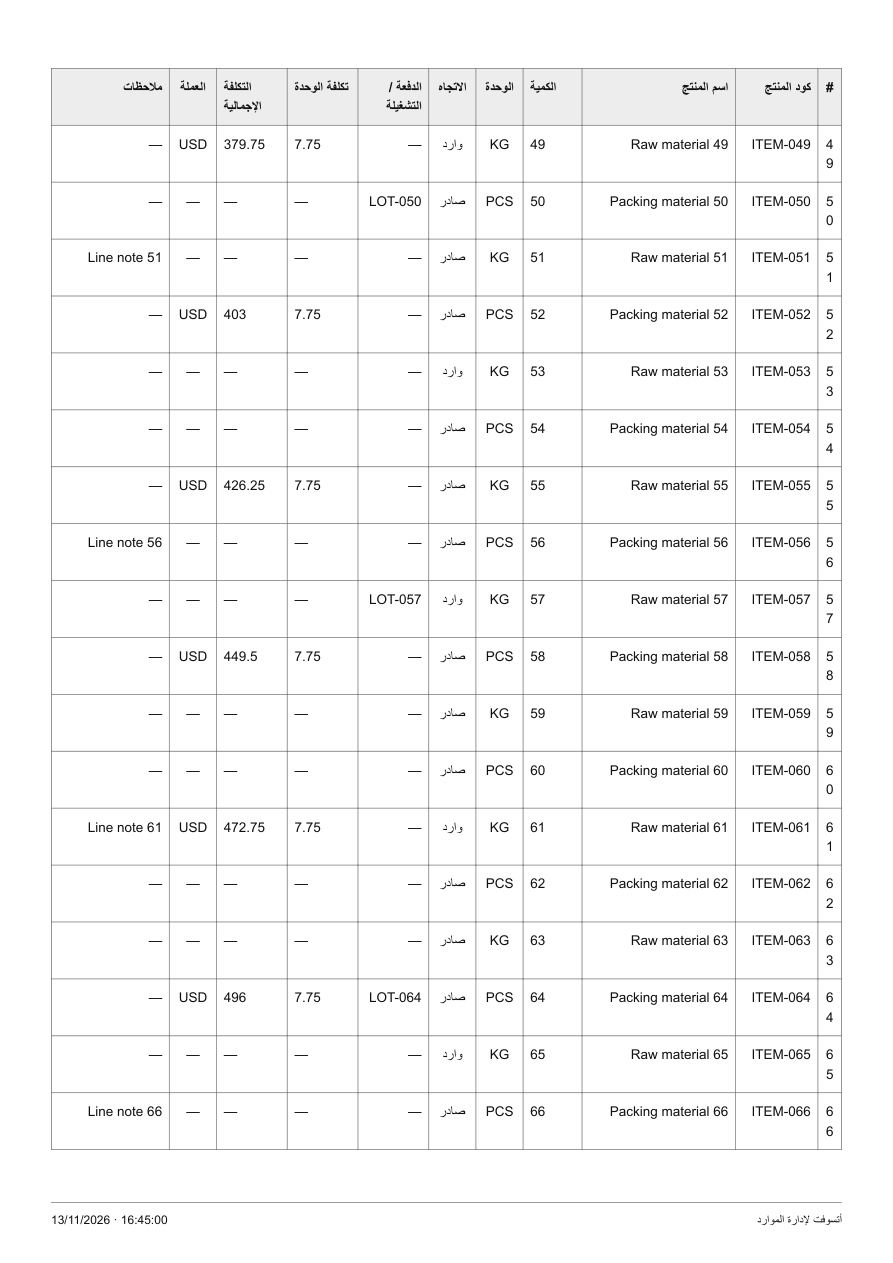 # كود المنتج اسم المنتج الكمية الوحدة الاتجاه الدفعة / التشغيلة تكلفة الوحدة التكلفة الإجمالية العملة ملاحظات
49 ITEM-049 Raw material 49 49 KG وارد — 7.75 379.75 USD —
50 ITEM-050 Packing material 50 50 PCS صادر LOT-050 — — — —
51 ITEM-051 Raw material 51 51 KG صادر — — — — Line note 51
52 ITEM-052 Packing material 52 52 PCS صادر — 7.75 403 USD —
53 ITEM-053 Raw material 53 53 KG وارد — — — — —
54 ITEM-054 Packing material 54 54 PCS صادر — — — — —
55 ITEM-055 Raw material 55 55 KG صادر — 7.75 426.25 USD —
56 ITEM-056 Packing material 56 56 PCS صادر — — — — Line note 56
57 ITEM-057 Raw material 57 57 KG وارد LOT-057 — — — —
58 ITEM-058 Packing material 58 58 PCS صادر — 7.75 449.5 USD —
59 ITEM-059 Raw material 59 59 KG صادر — — — — —
60 ITEM-060 Packing material 60 60 PCS صادر — — — — —
61 ITEM-061 Raw material 61 61 KG وارد — 7.75 472.75 USD Line note 61
62 ITEM-062 Packing material 62 62 PCS صادر — — — — —
63 ITEM-063 Raw material 63 63 KG صادر — — — — —
64 ITEM-064 Packing material 64 64 PCS صادر LOT-064 7.75 496 USD —
65 ITEM-065 Raw material 65 65 KG وارد — — — — —
66 ITEM-066 Packing material 66 66 PCS صادر — — — — Line note 66
أتسوفت لإدارة الموارد
13/11/2026 · 16:45:00